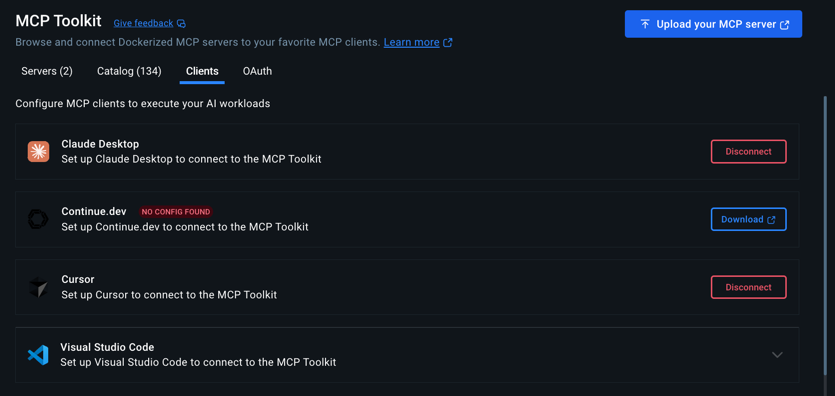 MCP Toolkit Give feedback
Upload your MCP server
Browse and connect Dockerized MCP servers to your favorite MCP clients. Learn more
Servers (2) Catalog (134) Clients OAuth
Configure MCP clients to execute your AI workloads
Claude Desktop
Set up Claude Desktop to connect to the MCP Toolkit
Disconnect
Continue.dev NO CONFIG FOUND
Set up Continue.dev to connect to the MCP Toolkit
Download
Cursor
Set up Cursor to connect to the MCP Toolkit
Disconnect
Visual Studio Code
Set up Visual Studio Code to connect to the MCP Toolkit